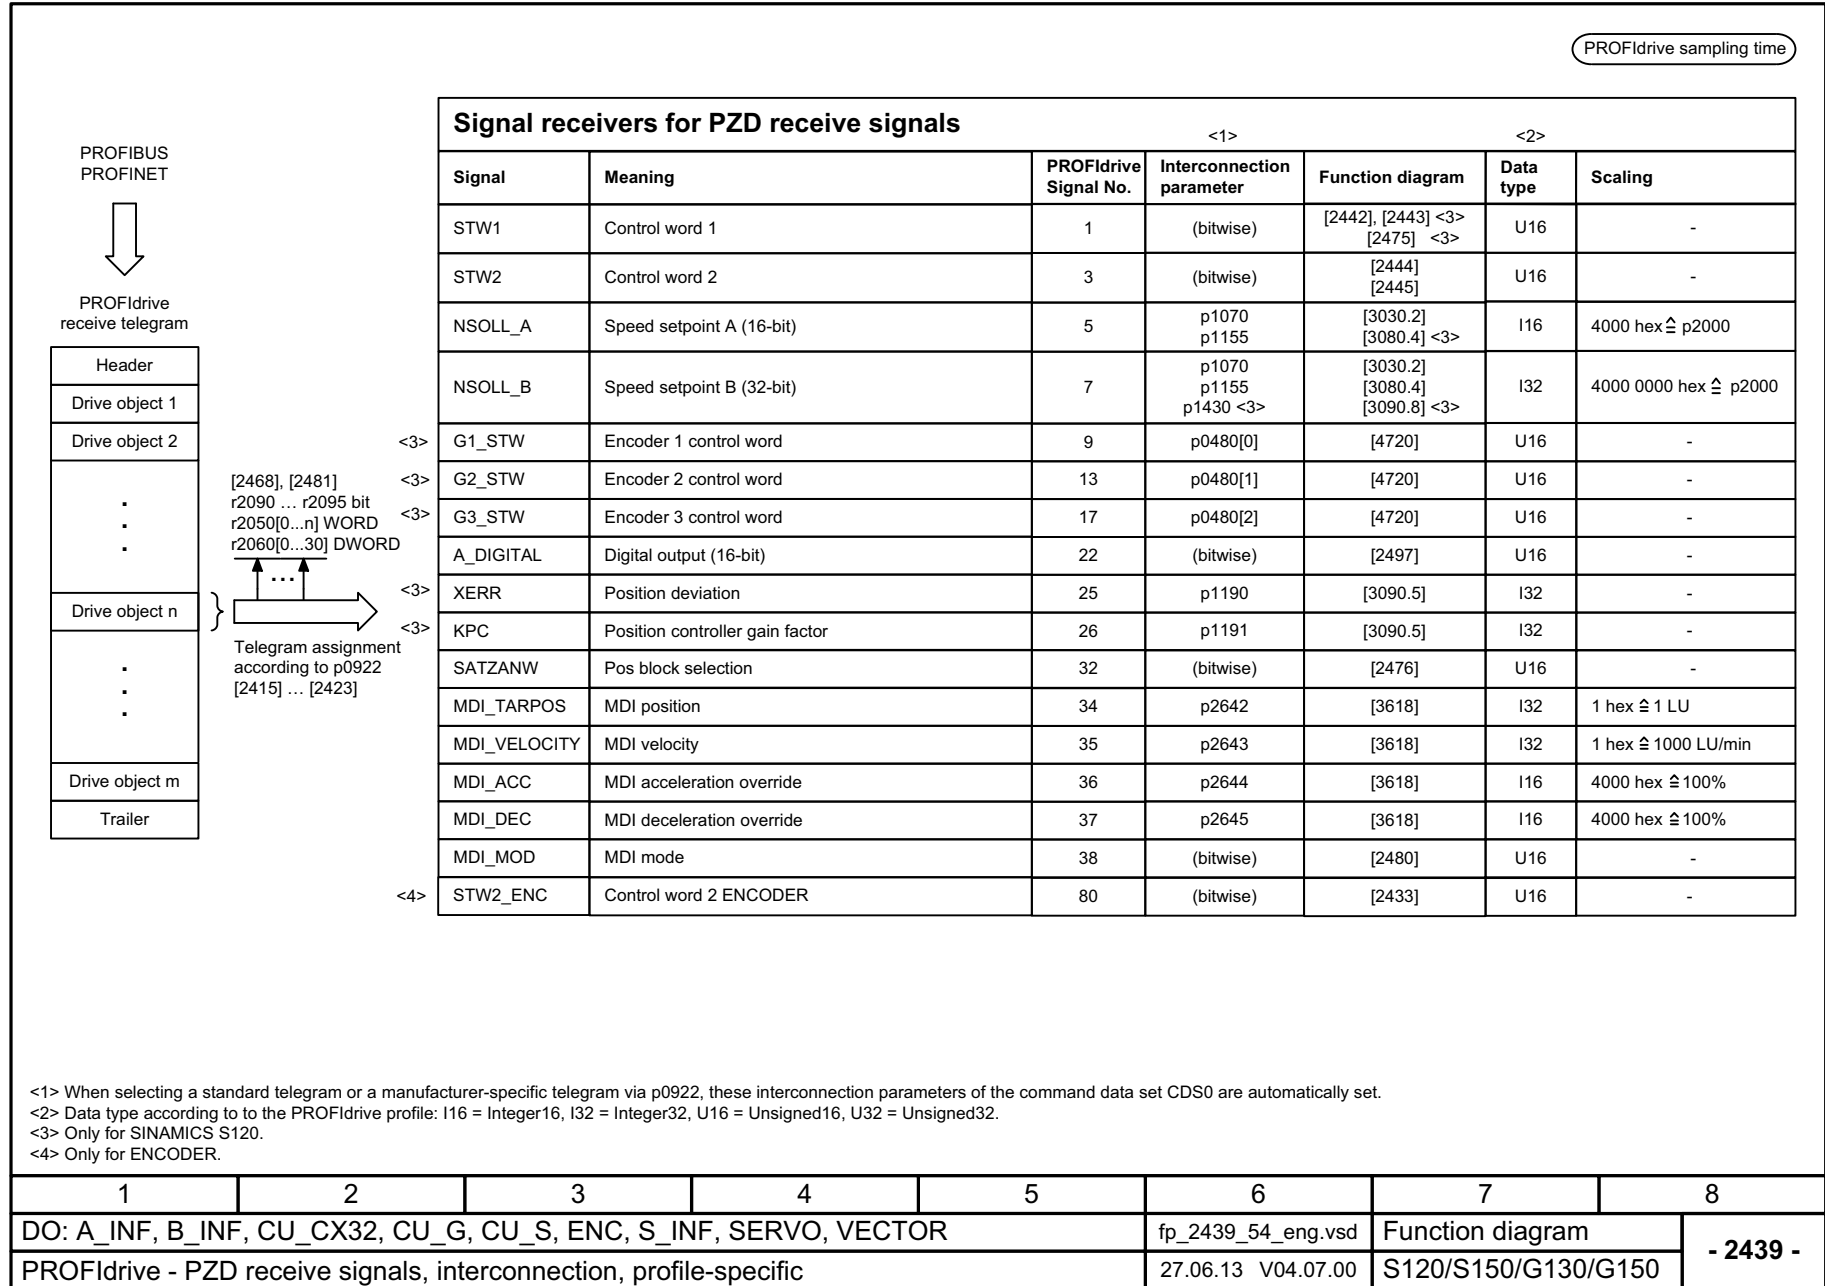 PROFIdrive sampling time
PROFIBUS
PROFINET
PROFIdrive
receive telegram
Header
Drive object 1
Drive object 2
.
.
.
Drive object n
.
.
.
Drive object m
Trailer
[2468], [2481]
r2090 … r2095 bit
r2050[0...n] WORD
r2060[0...30] DWORD
...
Telegram assignment
according to p0922
[2415] … [2423]
Signal receivers for PZD receive signals <1> <2>
Signal Meaning PROFIdrive Signal No. Interconnection parameter Function diagram Data type Scaling
STW1 Control word 1 1 (bitwise) [2442], [2443] <3> [2475] <3> U16 -
STW2 Control word 2 3 (bitwise) [2444] [2445] U16 -
NSOLL_A Speed setpoint A (16-bit) 5 p1070 p1155 [3030.2] [3080.4] <3> I16 4000 hex ≙ p2000
NSOLL_B Speed setpoint B (32-bit) 7 p1070 p1155 p1430 <3> [3030.2] [3080.4] [3090.8] <3> I32 4000 0000 hex ≙ p2000
<3> G1_STW Encoder 1 control word 9 p0480[0] [4720] U16 -
<3> G2_STW Encoder 2 control word 13 p0480[1] [4720] U16 -
<3> G3_STW Encoder 3 control word 17 p0480[2] [4720] U16 -
A_DIGITAL Digital output (16-bit) 22 (bitwise) [2497] U16 -
<3> XERR Position deviation 25 p1190 [3090.5] I32 -
<3> KPC Position controller gain factor 26 p1191 [3090.5] I32 -
SATZANW Pos block selection 32 (bitwise) [2476] U16 -
MDI_TARPOS MDI position 34 p2642 [3618] I32 1 hex ≙ 1 LU
MDI_VELOCITY MDI velocity 35 p2643 [3618] I32 1 hex ≙ 1000 LU/min
MDI_ACC MDI acceleration override 36 p2644 [3618] I16 4000 hex ≙ 100%
MDI_DEC MDI deceleration override 37 p2645 [3618] I16 4000 hex ≙ 100%
MDI_MOD MDI mode 38 (bitwise) [2480] U16 -
<4> STW2_ENC Control word 2 ENCODER 80 (bitwise) [2433] U16 -
<1> When selecting a standard telegram or a manufacturer-specific telegram via p0922, these interconnection parameters of the command data set CDS0 are automatically set.
<2> Data type according to to the PROFIdrive profile: I16 = Integer16, I32 = Integer32, U16 = Unsigned16, U32 = Unsigned32.
<3> Only for SINAMICS S120.
<4> Only for ENCODER.
1 2 3 4 5 6 7 8
DO: A_INF, B_INF, CU_CX32, CU_G, CU_S, ENC, S_INF, SERVO, VECTOR fp_2439_54_eng.vsd Function diagram
- 2439 -
PROFIdrive - PZD receive signals, interconnection, profile-specific 27.06.13 V04.07.00 S120/S150/G130/G150